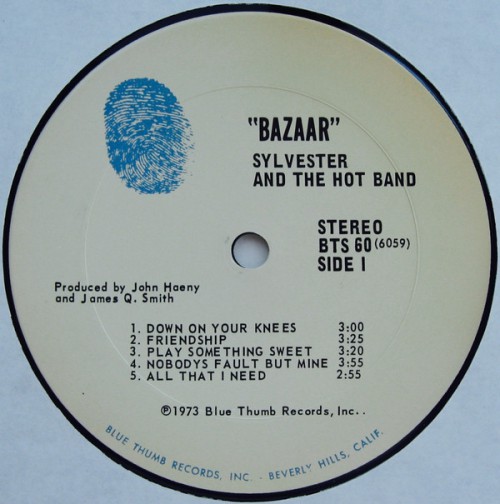 "BAZAAR"
SYLVESTER
AND THE HOT BAND
STEREO
BTS 60 (6059)
SIDE I
Produced by John Haeny
and James Q. Smith
1. DOWN ON YOUR KNEES 3:00
2. FRIENDSHIP 3:25
3. PLAY SOMETHING SWEET 3:20
4. NOBODYS FAULT BUT MINE 3:55
5. ALL THAT I NEED 2:55
℗1973 Blue Thumb Records, Inc..
BLUE THUMB RECORDS, INC. - BEVERLY HILLS, CALIF.